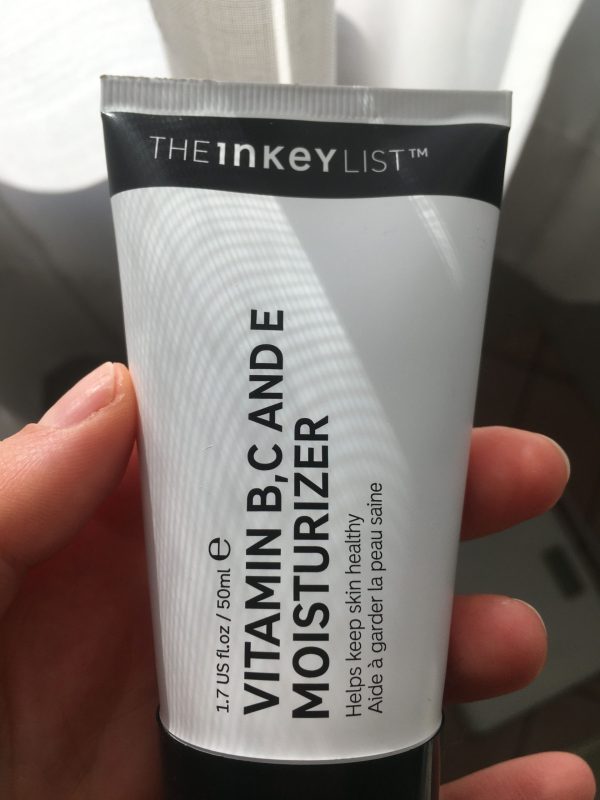 THE INKEY LIST™
1.7 US fl.oz / 50ml ℮
VITAMIN B,C AND E
MOISTURIZER
Helps keep skin healthy
Aide à garder la peau saine